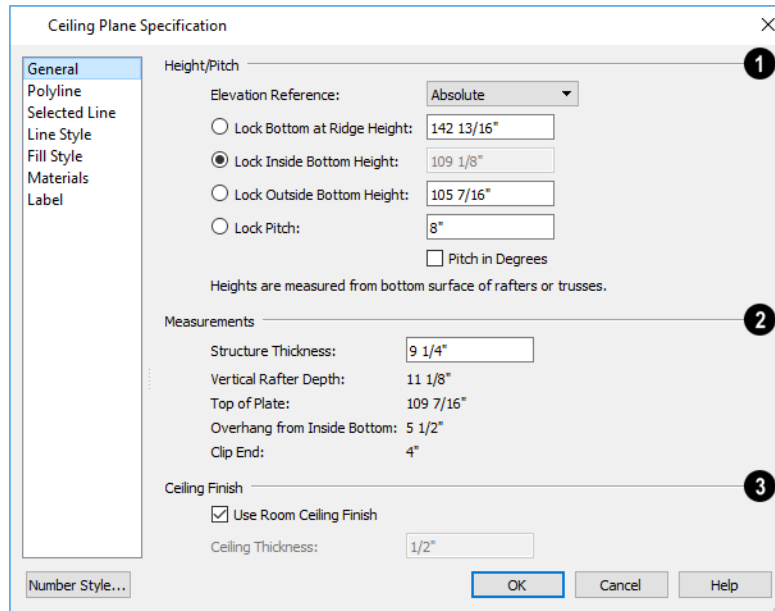 Ceiling Plane Specification
General
Polyline
Selected Line
Line Style
Fill Style
Materials
Label
Height/Pitch 1
Elevation Reference: Absolute
Lock Bottom at Ridge Height: 142 13/16"
Lock Inside Bottom Height: 109 1/8"
Lock Outside Bottom Height: 105 7/16"
Lock Pitch: 8"
Pitch in Degrees
Heights are measured from bottom surface of rafters or trusses.
Measurements 2
Structure Thickness: 9 1/4"
Vertical Rafter Depth: 11 1/8"
Top of Plate: 109 7/16"
Overhang from Inside Bottom: 5 1/2"
Clip End: 4"
Ceiling Finish 3
Use Room Ceiling Finish
Ceiling Thickness: 1/2"
Number Style... OK Cancel Help